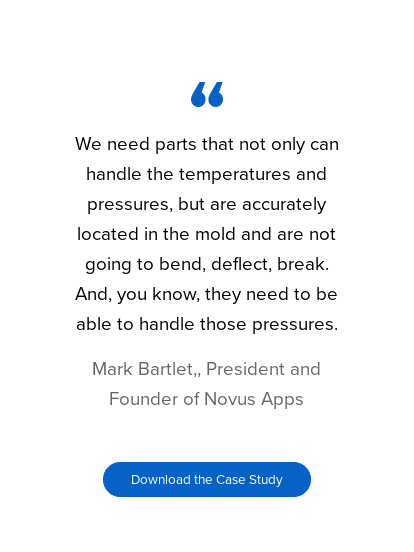 “
We need parts that not only can
handle the temperatures and
pressures, but are accurately
located in the mold and are not
going to bend, deflect, break.
And, you know, they need to be
able to handle those pressures.
Mark Bartlet,, President and
Founder of Novus Apps
Download the Case Study